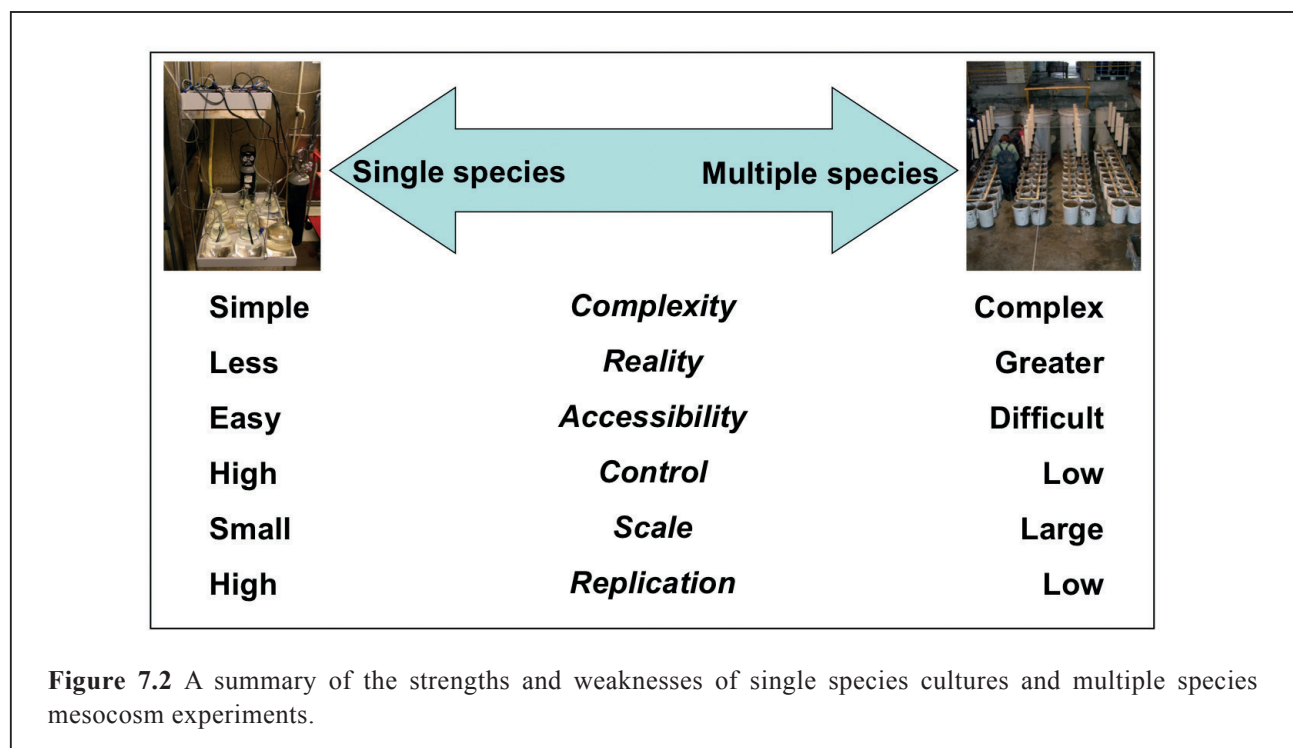 Single species Multiple species
Simple Complexity Complex
Less Reality Greater
Easy Accessibility Difficult
High Control Low
Small Scale Large
High Replication Low
Figure 7.2 A summary of the strengths and weaknesses of single species cultures and multiple species
mesocosm experiments.